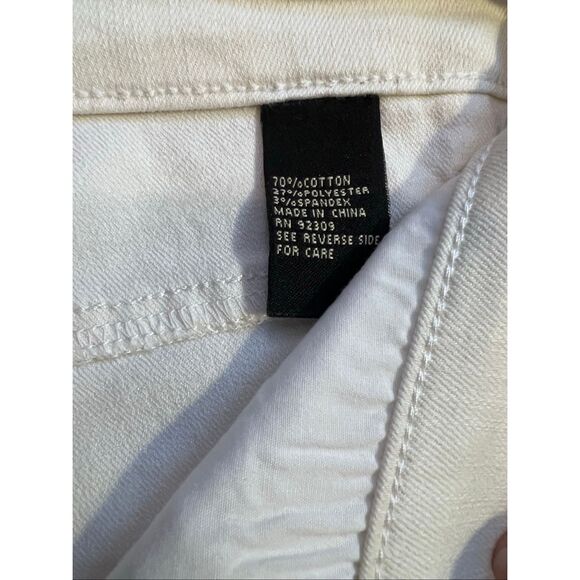 70%COTTON
27%POLYESTER
3%SPANDEX
MADE IN CHINA
RN 92309
SEE REVERSE SIDE
FOR CARE